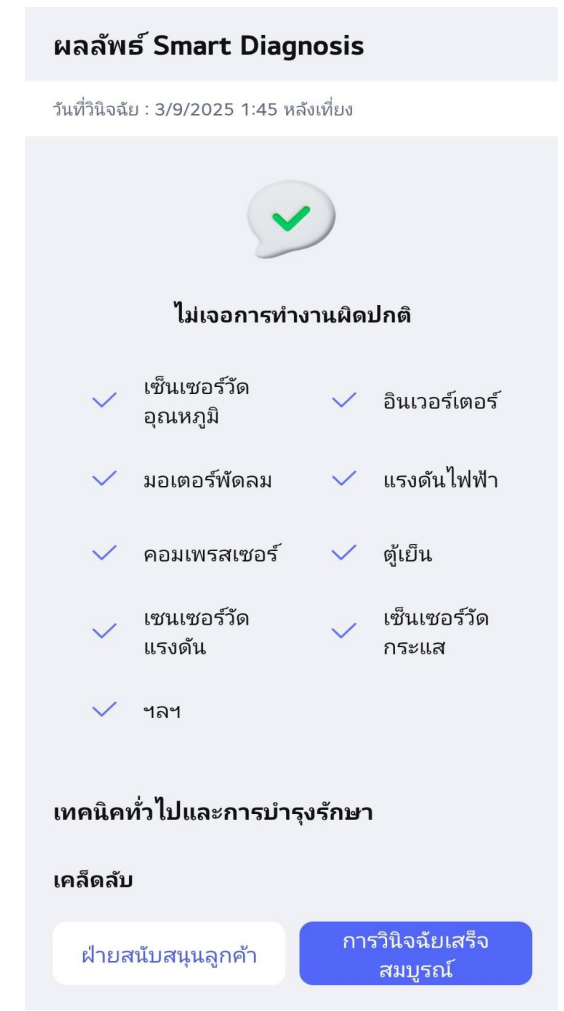 ผลลัพธ์ Smart Diagnosis
วันที่วินิจฉัย : 3/9/2025 1:45 หลังเที่ยง
ไม่เจอการทำงานผิดปกติ
เซ็นเซอร์วัด
อุณหภูมิ
อินเวอร์เตอร์
มอเตอร์พัดลม
แรงดันไฟฟ้า
คอมเพรสเซอร์
ตู้เย็น
เซนเซอร์วัด
แรงดัน
เซ็นเซอร์วัด
กระแส
ฯลฯ
เทคนิคทั่วไปและการบำรุงรักษา
เคล็ดลับ
ฝ่ายสนับสนุนลูกค้า
การวินิจฉัยเสร็จ
สมบูรณ์